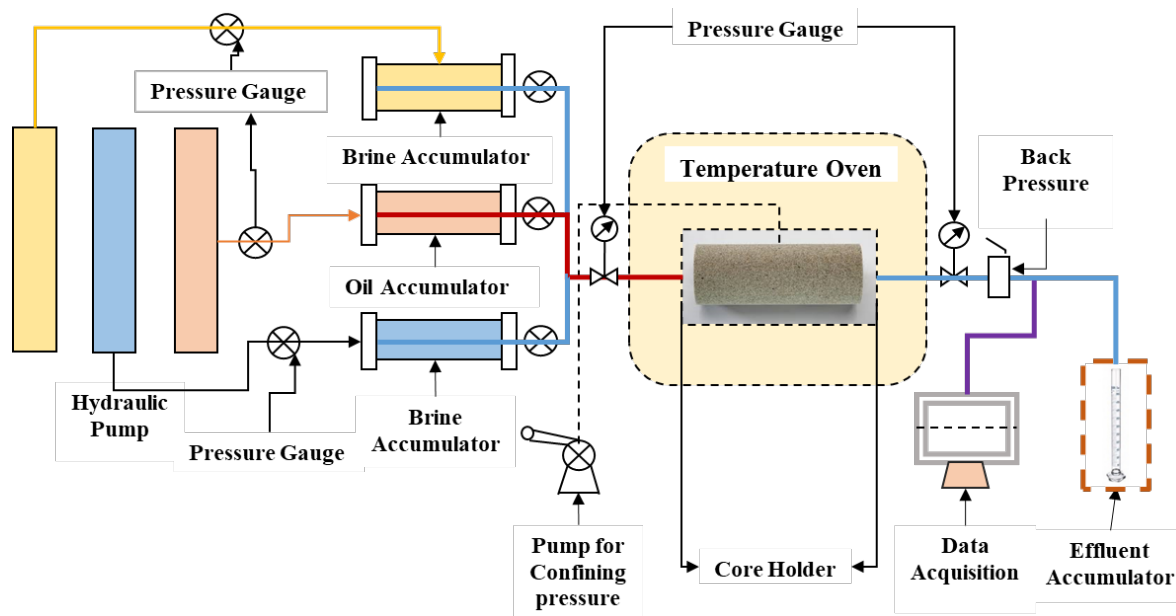 Pressure Gauge
Pressure Gauge
Brine Accumulator
Temperature Oven
Back
Pressure
Oil Accumulator
Hydraulic
Pump
Pressure Gauge
Brine
Accumulator
Pump for
Confining
pressure
Core Holder
Data
Acquisition
Effluent
Accumulator